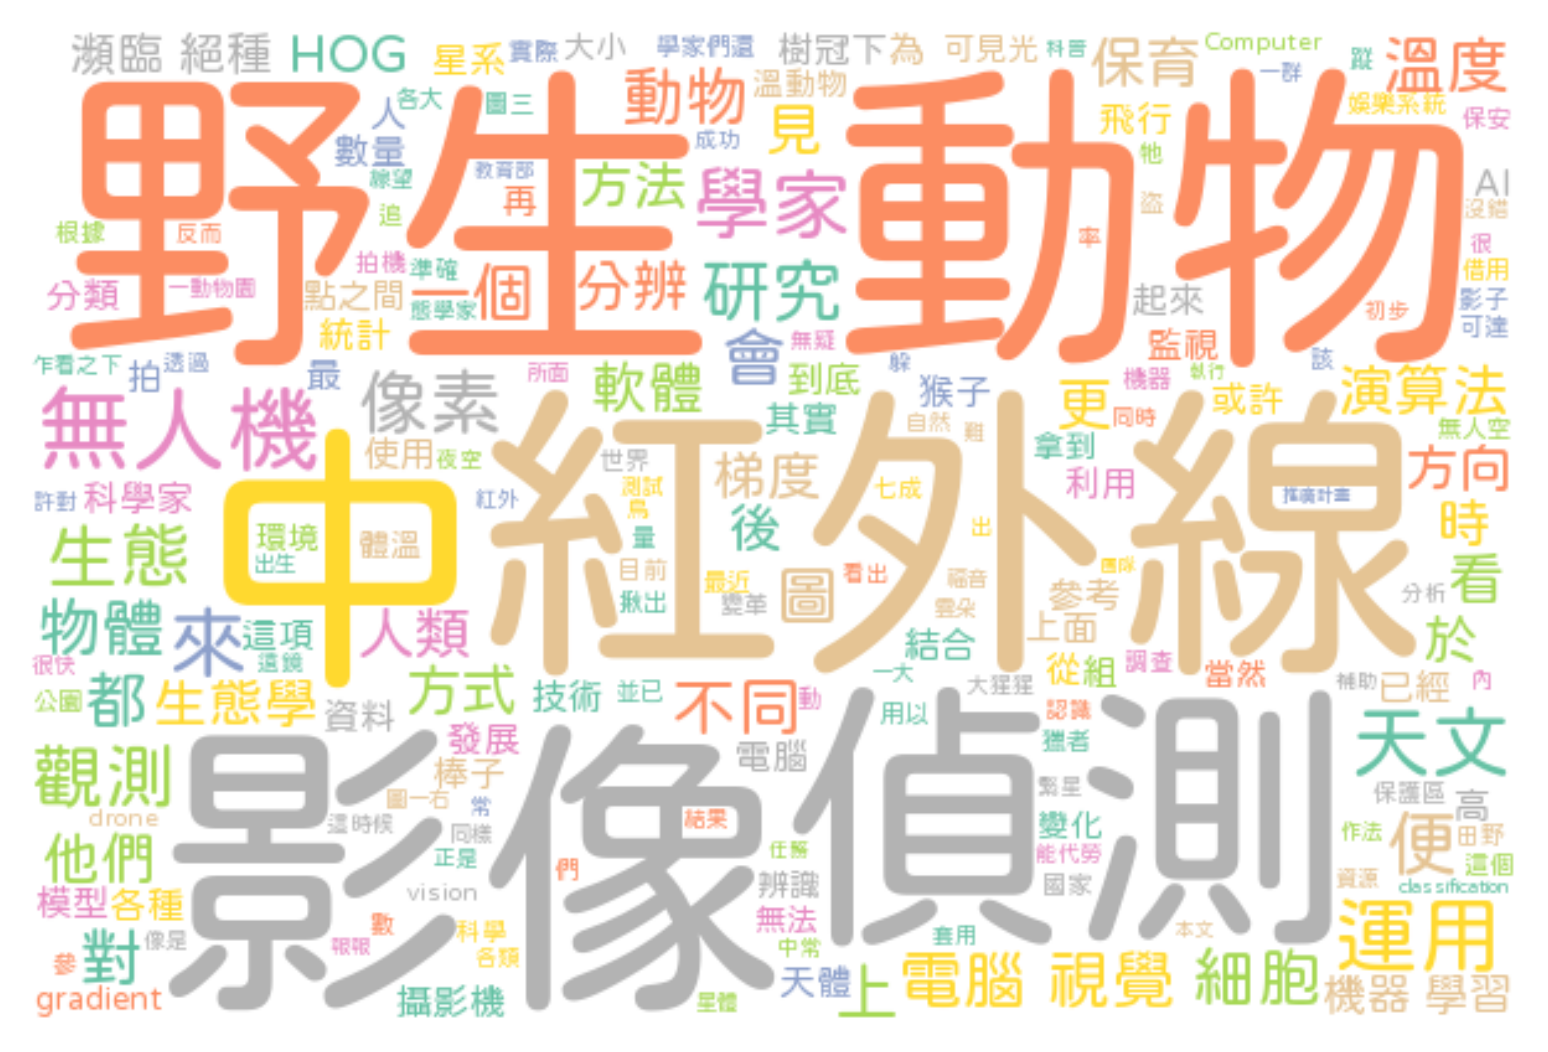 瀕臨 絕種 HOG 星系 實際 大小 學家們還 樹冠下 為 可見光 科普 保育 Computer 一群 蹤 溫度
人 各大 圖三 動物 溫動物 見 飛行 娛樂系統 保安
野生動物
數量 線望 教育部 成功 方法 學家 牠 AI
根據 反而 追 再 盜 率 沒錯 很
分類 一動物園 拍機 準確 一個 分辨 研究 起來 借用 影子
點之間 態學家 統計 初步 可達
乍看之下 透過 拍 最 會 無疑 監視 該
無人機 像素 所面 軟體 到底 躲 猴子 更 機器 執行 或許 演算法
其實 自然 難 同時 無人空
中 紅外線
使用 夜空 世界 梯度 七成 拿到 利用 方向
許對 科學家 紅外 測試 鳥 後 出 推廣計畫 時
生態 環境 出生 體溫 量 目前 看出 福音 團隊 看
物體 來 這項 人類 揪出 最近 變革 圖 雲朵 參考 分析
很快 遠鏡 結合 上面 於
公園 都 生態學 方式 技術 並已 一大 從 組 調查 當然 補助 已經 內
資料 不同 動 大猩猩 用以 認識 天文
影像偵測
觀測 發展 電腦 獵者
drone 圖一右 棒子 常 繁星 保護區 高
他們 這時候 同樣 結果 變化 作法 便 田野
正是 們 任務 能代勞 這個
模型 各種 vision 辨識 國家 資源 classification
對 像是 數 報報 科學 各類 無法 中常 套用 本文 運用
參 gradient 攝影機 星體 天體 上 電腦 視覺 細胞 機器 學習